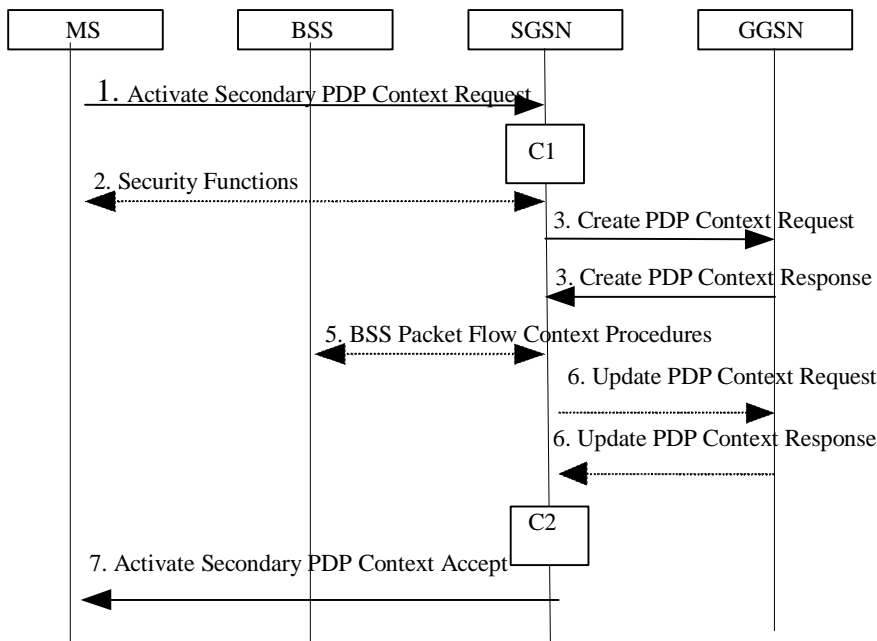 MS
BSS
SGSN
GGSN
1. Activate Secondary PDP Context Request
C1
2. Security Functions
3. Create PDP Context Request
3. Create PDP Context Response
5. BSS Packet Flow Context Procedures
6. Update PDP Context Request
6. Update PDP Context Response
C2
7. Activate Secondary PDP Context Accept